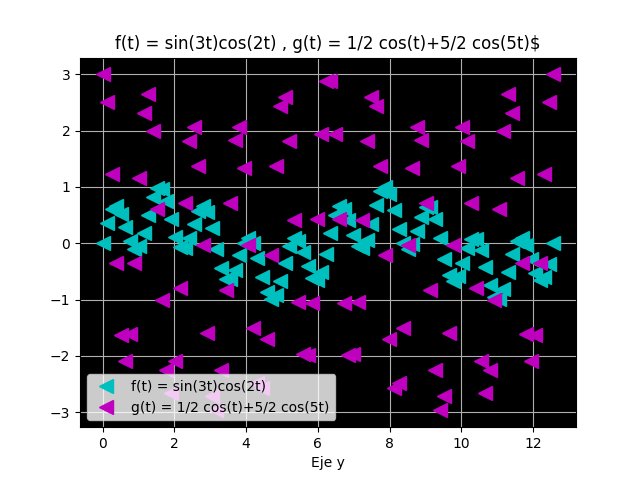 f(t) = sin(3t)cos(2t) , g(t) = 1/2 cos(t)+5/2 cos(5t)$
3
2
1
0
−1
−2
−3
f(t) = sin(3t)cos(2t)
g(t) = 1/2 cos(t)+5/2 cos(5t)
0 2 4 6 8 10 12
Eje y